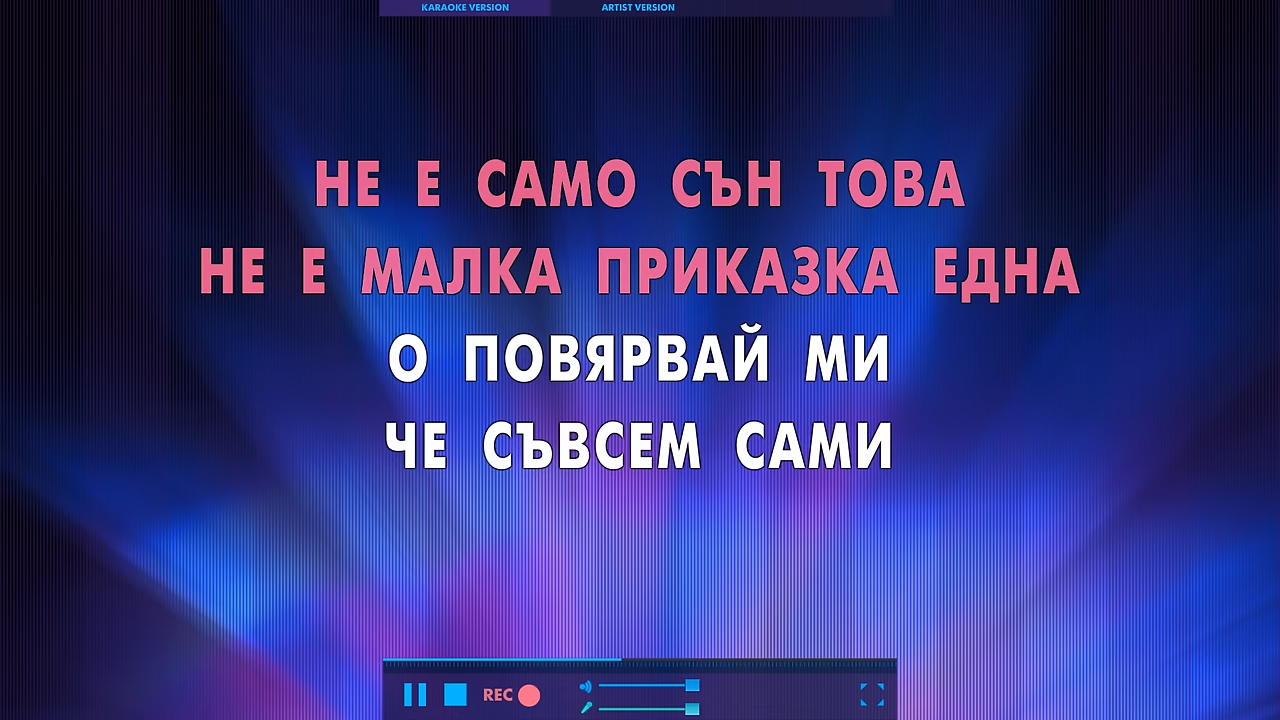 KARAOKE VERSION ARTIST VERSION
НЕ Е САМО СЪН ТОВА
НЕ Е МАЛКА ПРИКАЗКА ЕДНА
О ПОВЯРВАЙ МИ
ЧЕ СЪВСЕМ САМИ
REC